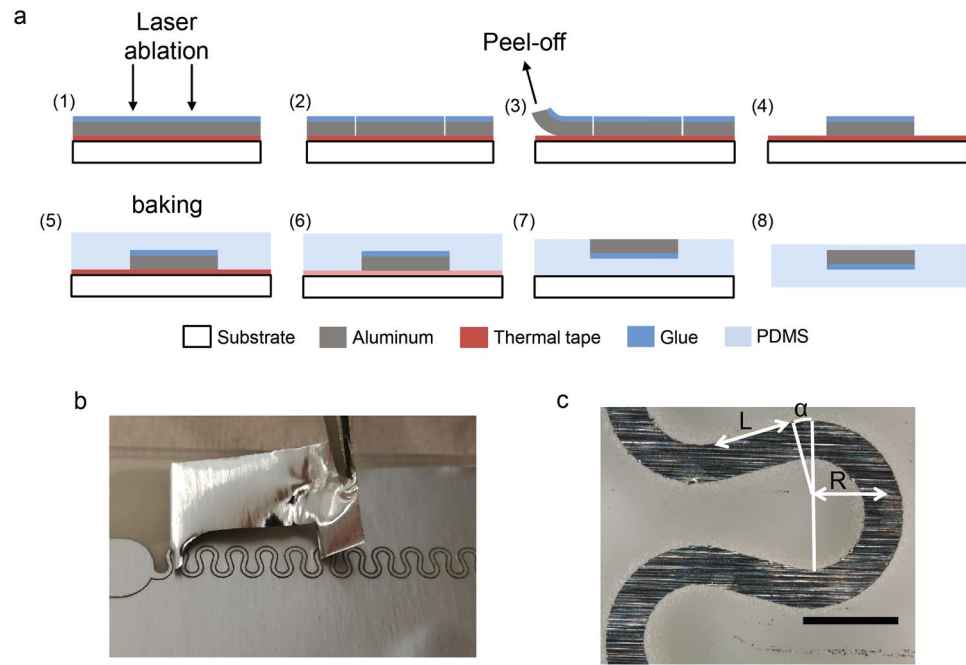 a
Laser
ablation
Peel-off
(1)
(2)
(3)
(4)
baking
(5)
(6)
(7)
(8)
Substrate
Aluminum
Thermal tape
Glue
PDMS
b
c
L
α
R